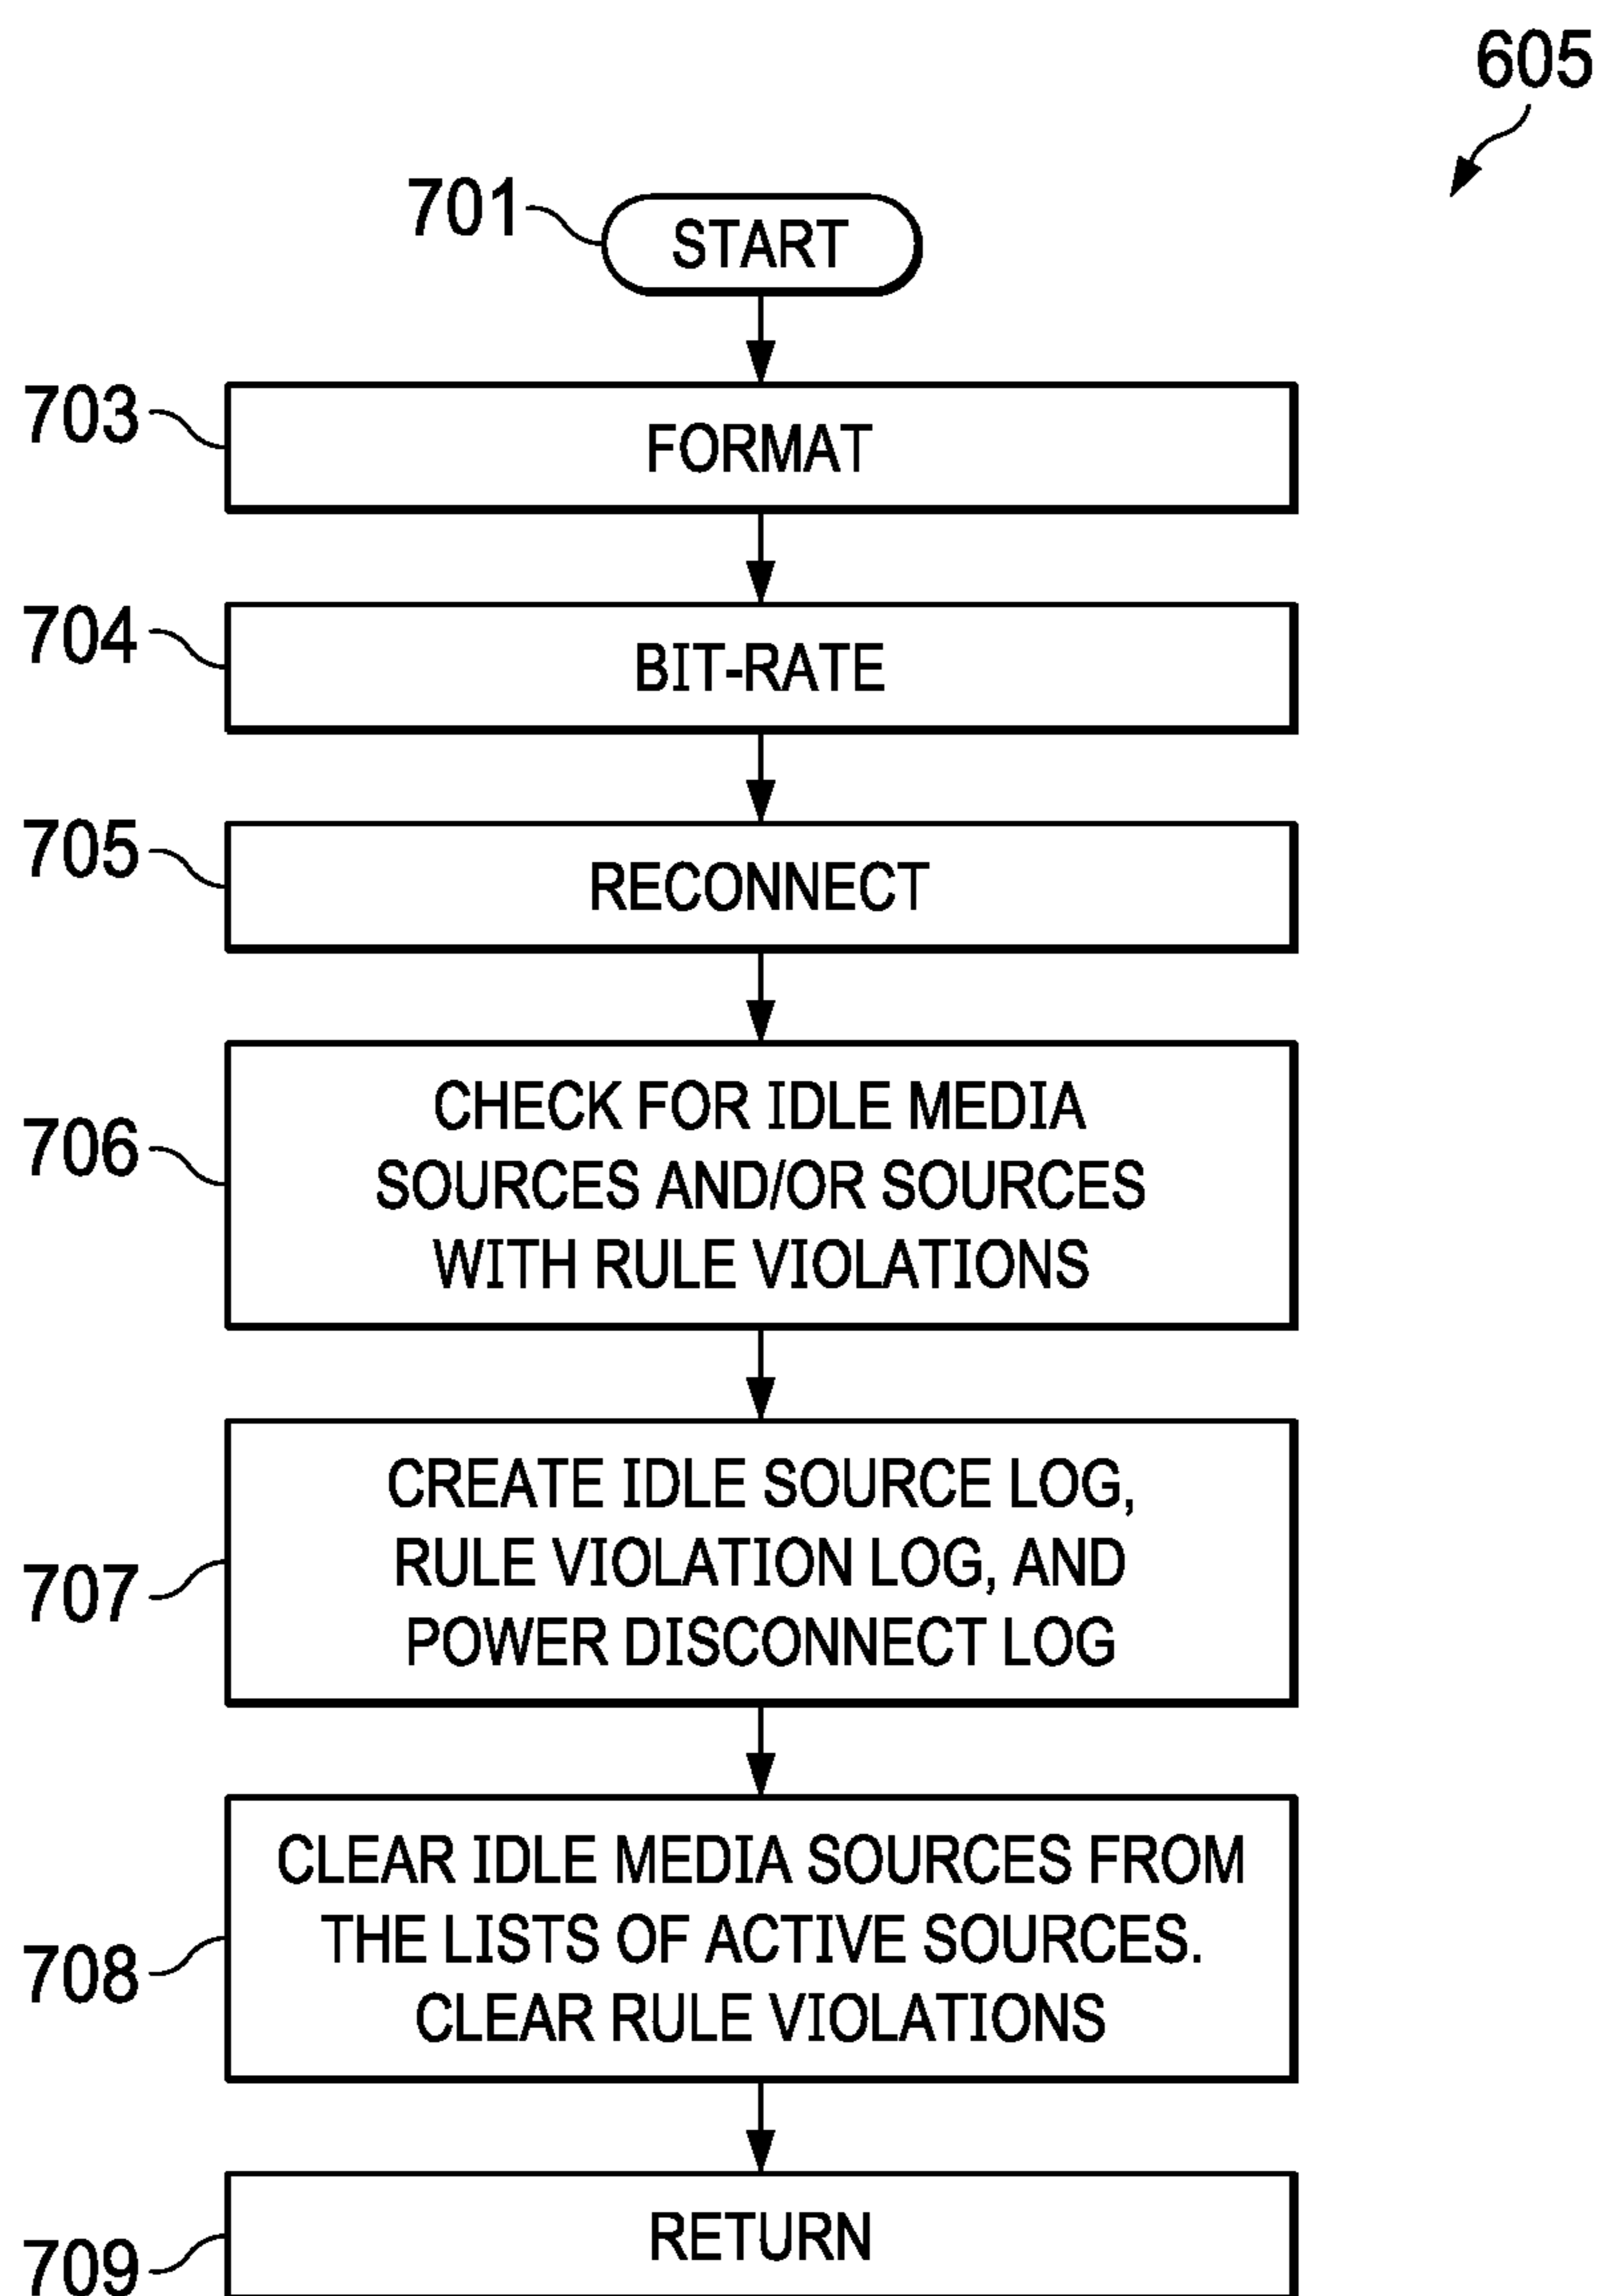 605
701
START
703
FORMAT
704
BIT-RATE
705
RECONNECT
706
CHECK FOR IDLE MEDIA
SOURCES AND/OR SOURCES
WITH RULE VIOLATIONS
707
CREATE IDLE SOURCE LOG,
RULE VIOLATION LOG, AND
POWER DISCONNECT LOG
708
CLEAR IDLE MEDIA SOURCES FROM
THE LISTS OF ACTIVE SOURCES.
CLEAR RULE VIOLATIONS
709
RETURN